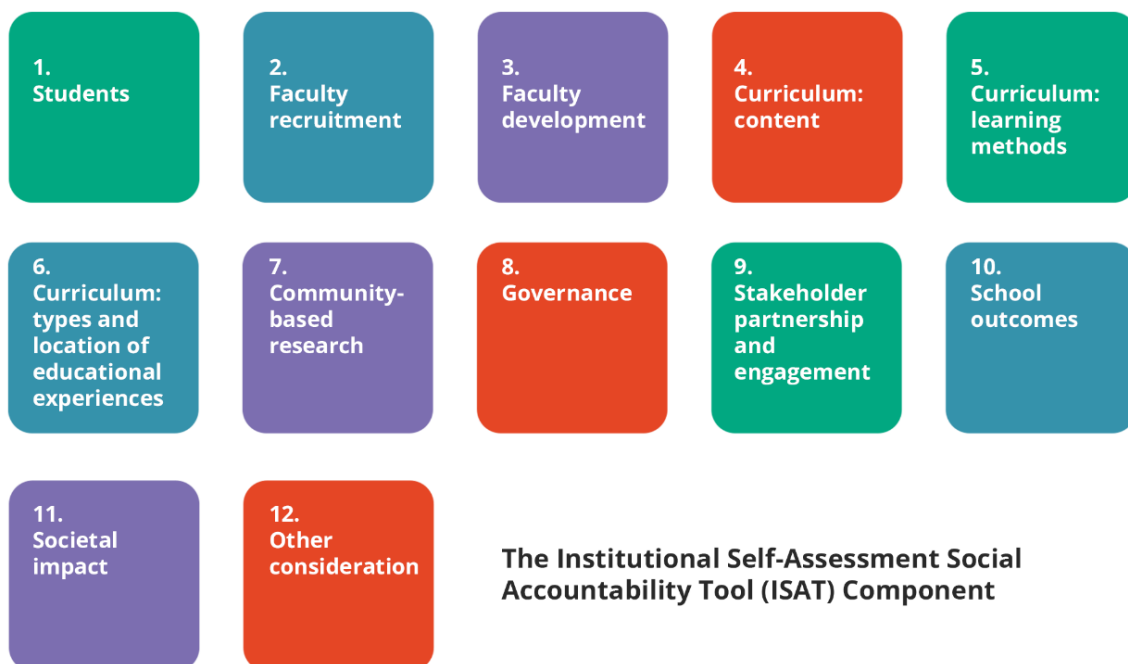 1.
Students
2.
Faculty
recruitment
3.
Faculty
development
4.
Curriculum:
content
5.
Curriculum:
learning
methods
6.
Curriculum:
types and
location of
educational
experiences
7.
Community-
based
research
8.
Governance
9.
Stakeholder
partnership
and
engagement
10.
School
outcomes
11.
Societal
impact
12.
Other
consideration
The Institutional Self-Assessment Social
Accountability Tool (ISAT) Component